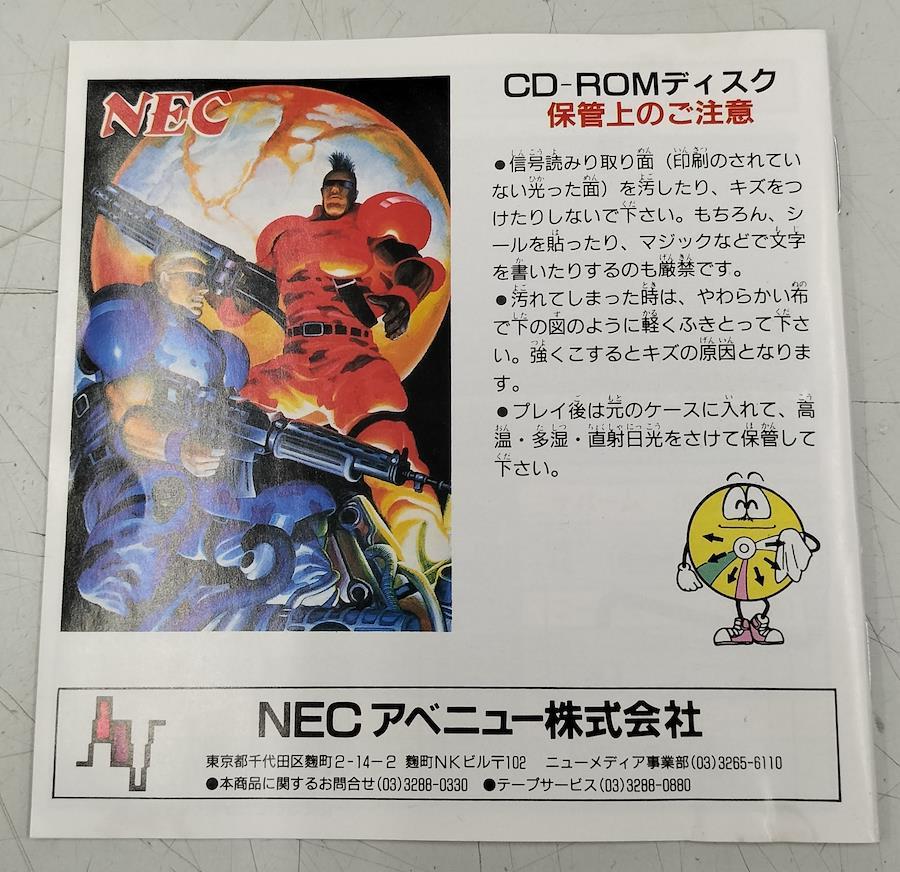 NEC
CD-ROMディスク
保管上のご注意
●信号読みり取り面（印刷のされてい
ない光った面）を汚したり、キズをつ
けたりしないで下さい。もちろん、シ
ールを貼ったり、マジックなどで文字
を書いたりするのも厳禁です。
●汚れてしまった時は、やわらかい布
で下の図のように軽くふきとって下さ
い。強くこするとキズの原因となりま
す。
●プレイ後は元のケースに入れて、高
温・多湿・直射日光をさけて保管して
下さい。
NECアベニュー株式会社
東京都千代田区麴町2-14-2 麴町NKビル〒102 ニューメディア事業部(03)3265-6110
●本商品に関するお問合せ(03)3288-0330 ●テープサービス(03)3288-0880